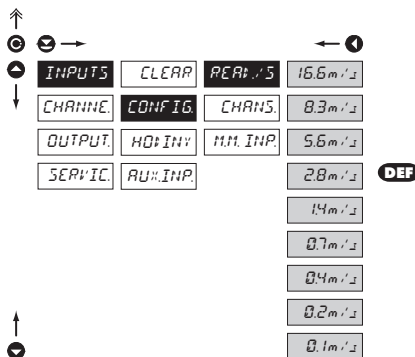 INPUTS CLEAR READ./S 16.6m/s
CHANNE. CONFIG. CHANS. 8.3m/s
OUTPUT. HODINY M.M. INP. 5.6m/s
SERVIC. AUX.INP. 2.8m/s DEF
1.4m/s
0.7m/s
0.4m/s
0.2m/s
0.1m/s